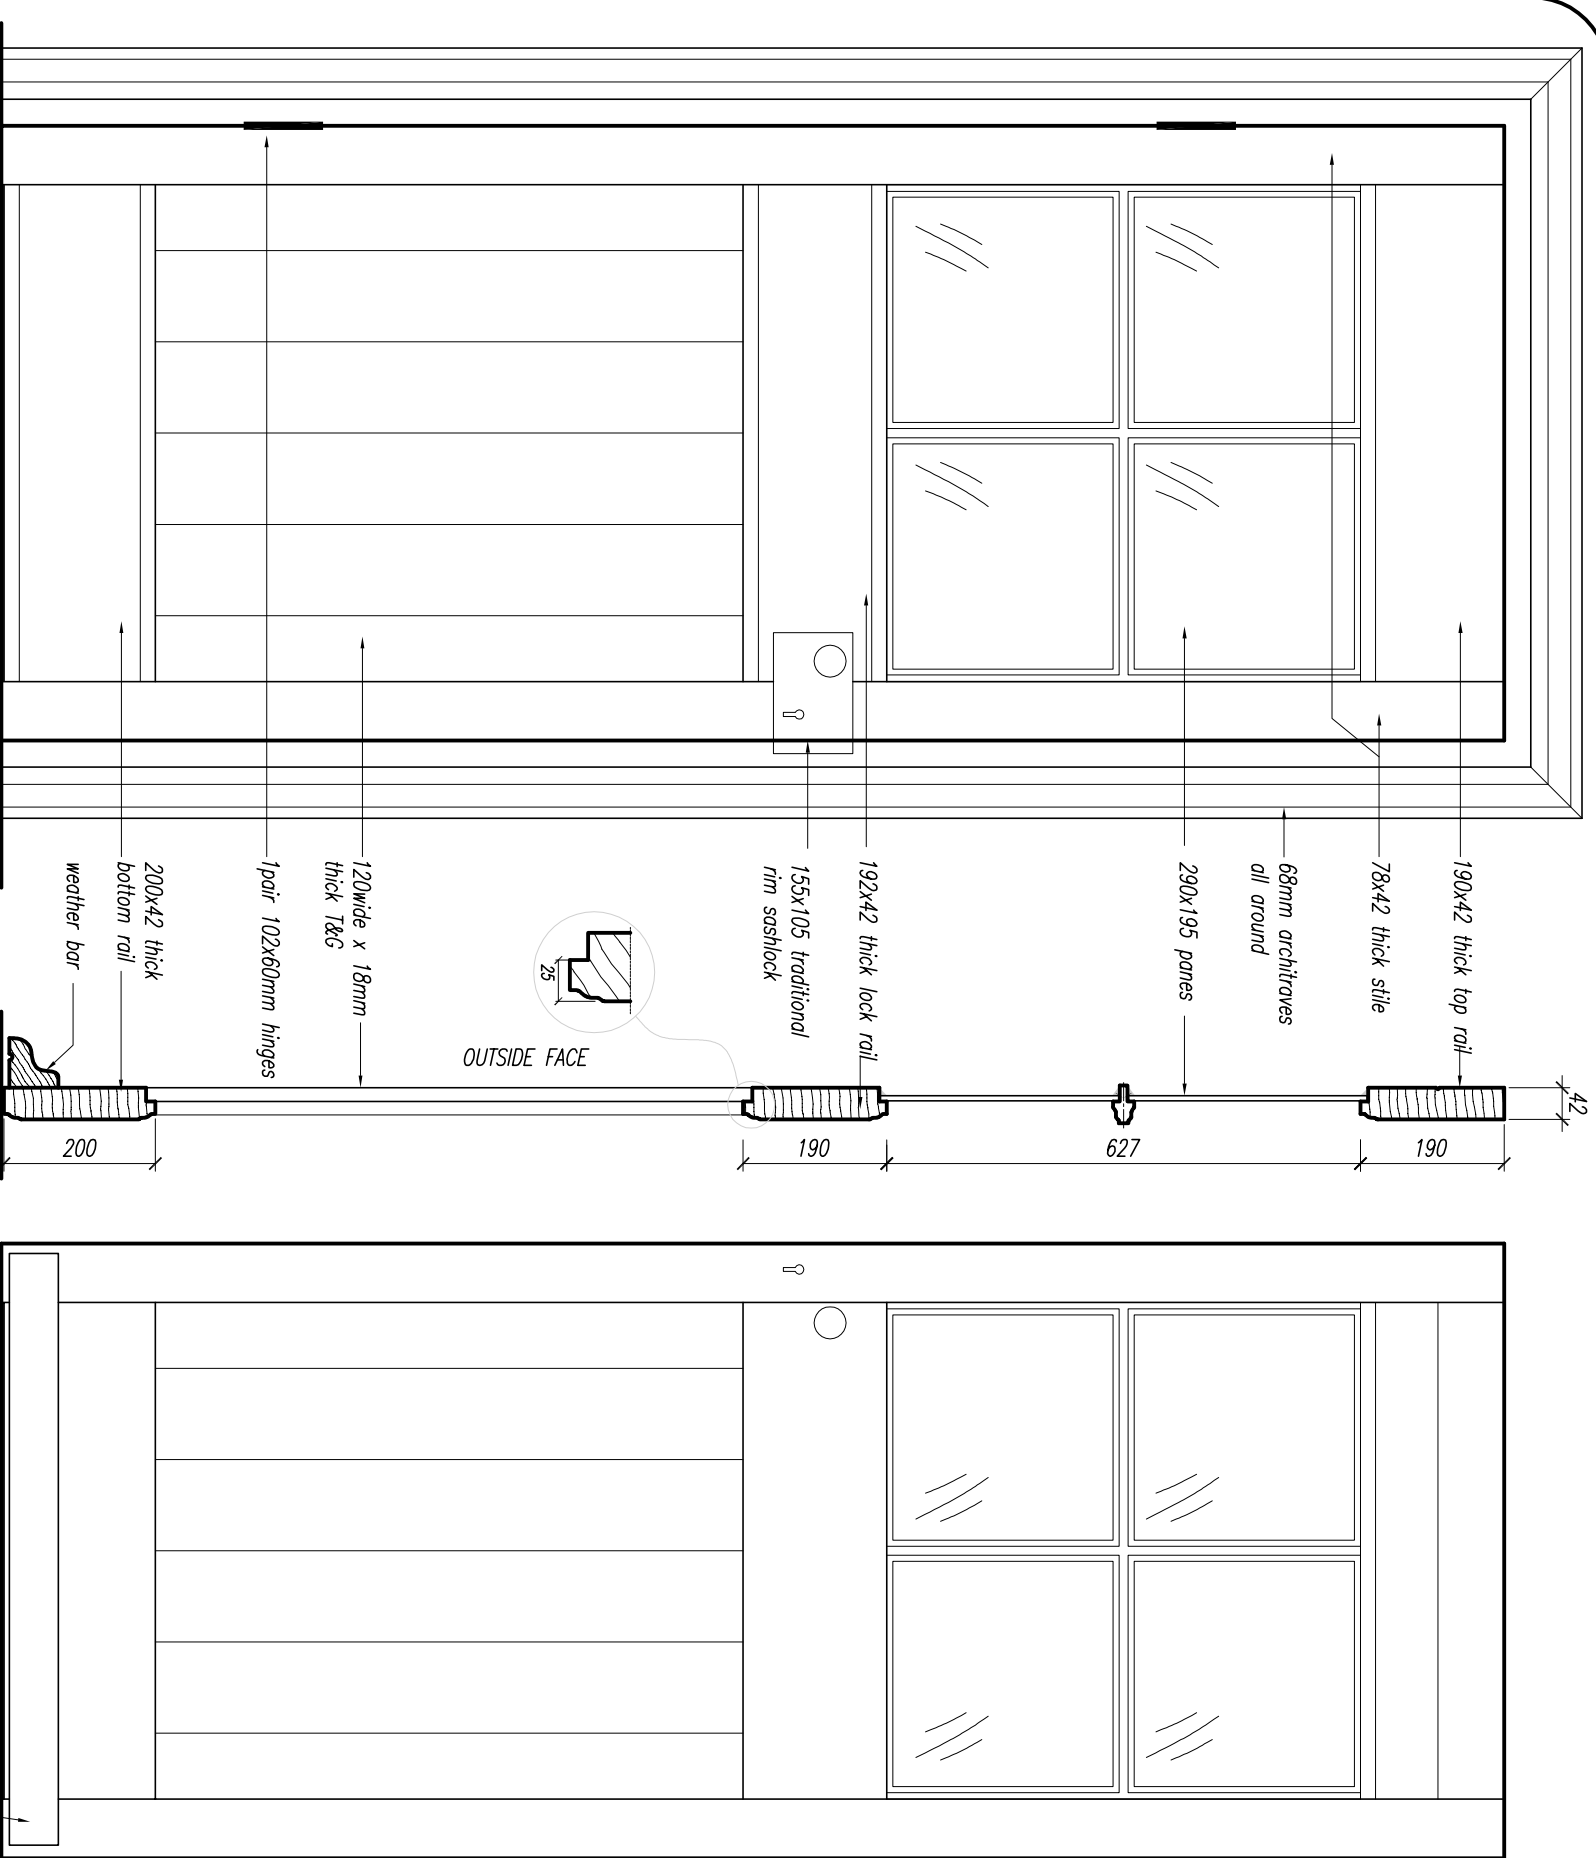 190x42 thick top rail
78x42 thick stile
68mm architraves
all around
290x195 panes
192x42 thick lock rail
155x105 traditional
rim sashlock
120wide x 18mm
thick T&G
1pair 102x60mm hinges
200x42 thick
bottom rail
weather bar
25
OUTSIDE FACE
42
190
627
190
200